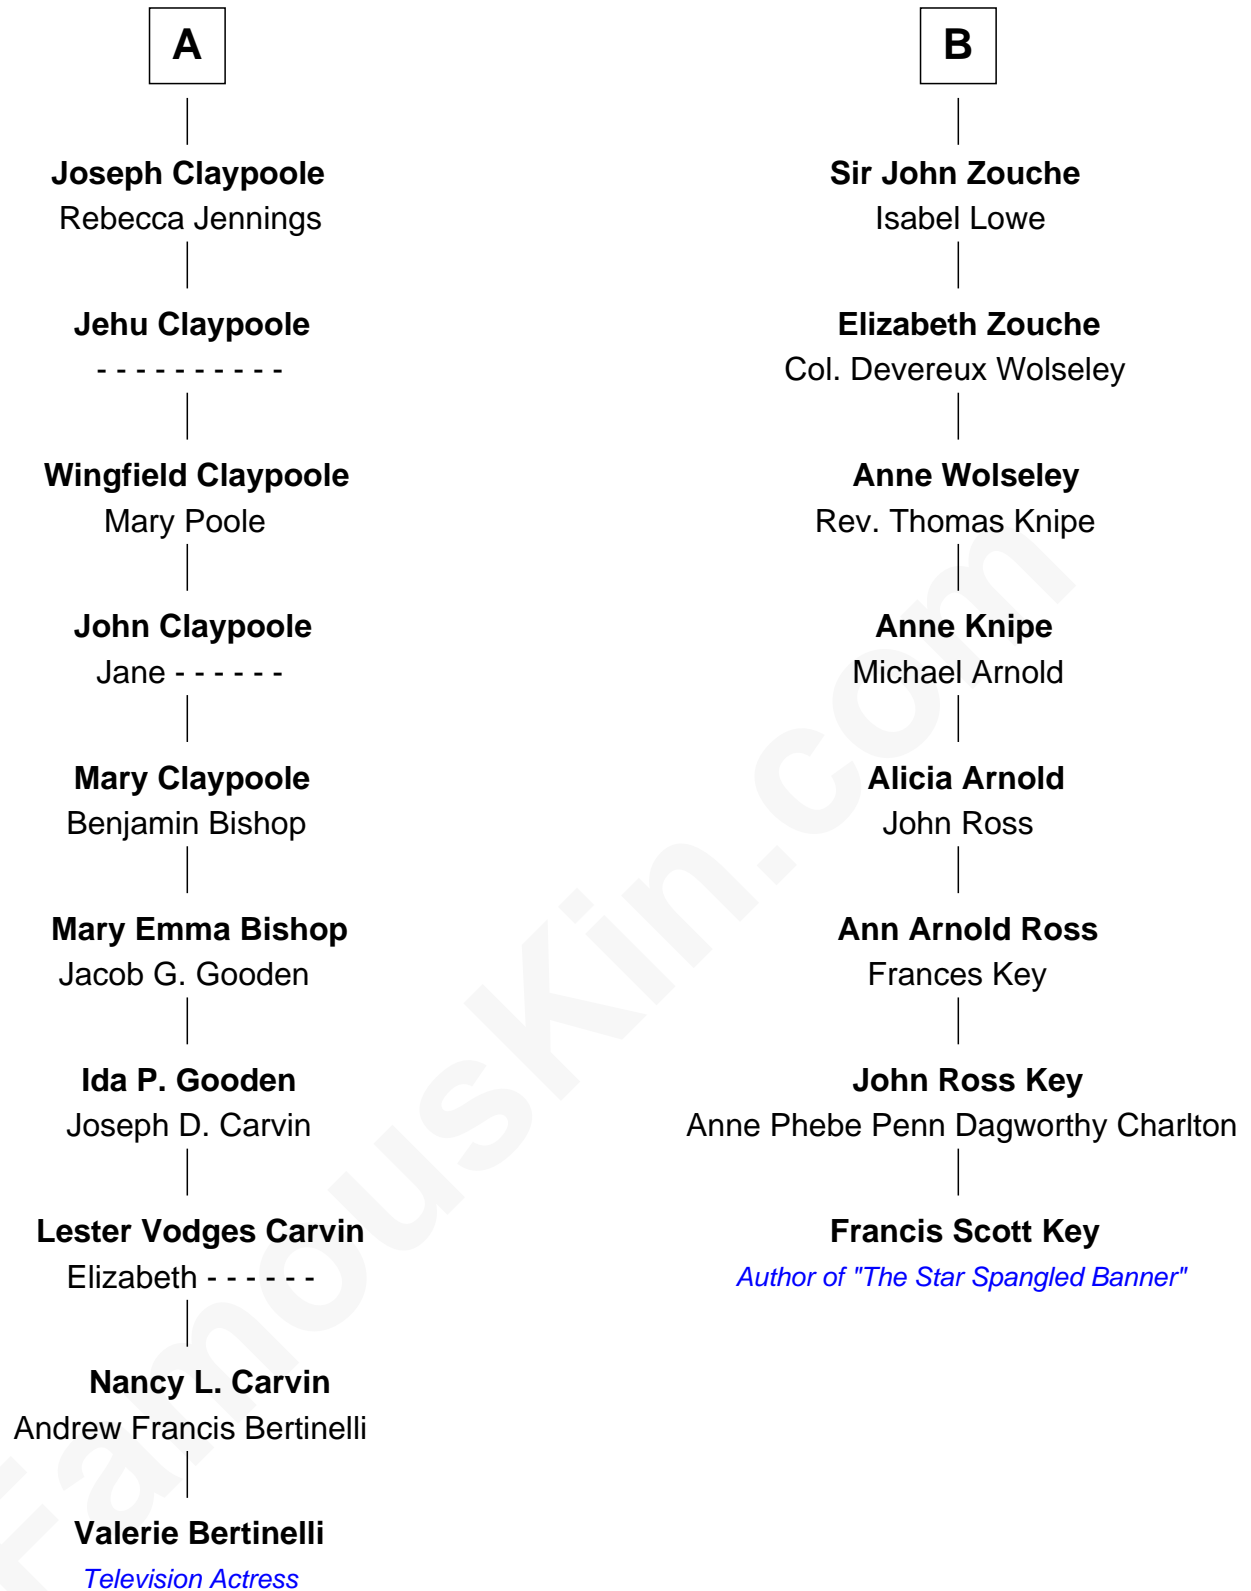 A
Joseph Claypoole
Rebecca Jennings
Jehu Claypoole
- - - - - - - - - -
Wingfield Claypoole
Mary Poole
John Claypoole
Jane - - - - - -
Mary Claypoole
Benjamin Bishop
Mary Emma Bishop
Jacob G. Gooden
Ida P. Gooden
Joseph D. Carvin
Lester Vodges Carvin
Elizabeth - - - - - -
Nancy L. Carvin
Andrew Francis Bertinelli
Valerie Bertinelli
Television Actress
B
Sir John Zouche
Isabel Lowe
Elizabeth Zouche
Col. Devereux Wolseley
Anne Wolseley
Rev. Thomas Knipe
Anne Knipe
Michael Arnold
Alicia Arnold
John Ross
Ann Arnold Ross
Frances Key
John Ross Key
Anne Phebe Penn Dagworthy Charlton
Francis Scott Key
Author of "The Star Spangled Banner"
FamousKin.com